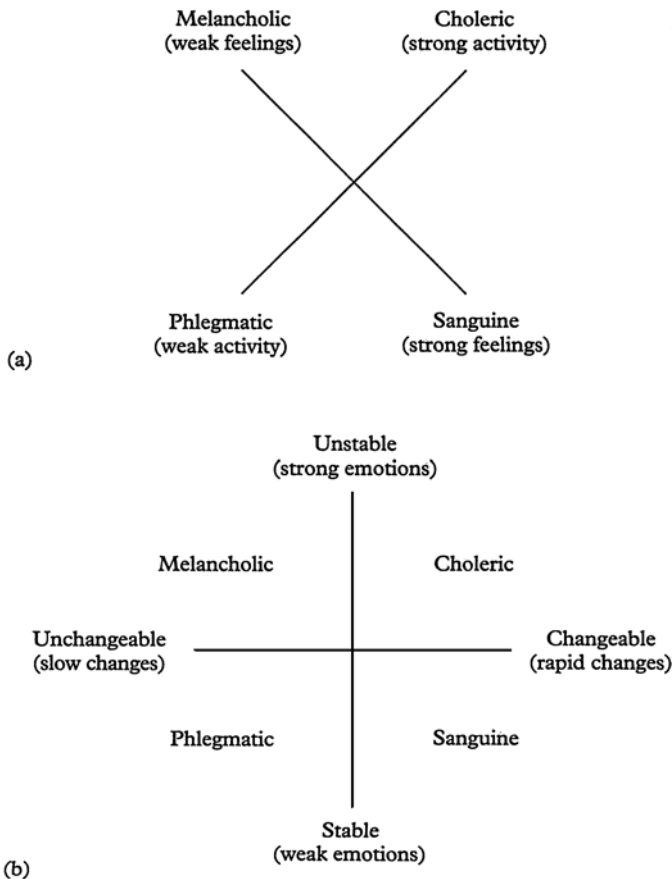 Melancholic Choleric
(weak feelings) (strong activity)
Phlegmatic Sanguine
(weak activity) (strong feelings)
(a)
Unstable
(strong emotions)
Melancholic Choleric
Unchangeable Changeable
(slow changes) (rapid changes)
Phlegmatic Sanguine
Stable
(weak emotions)
(b)